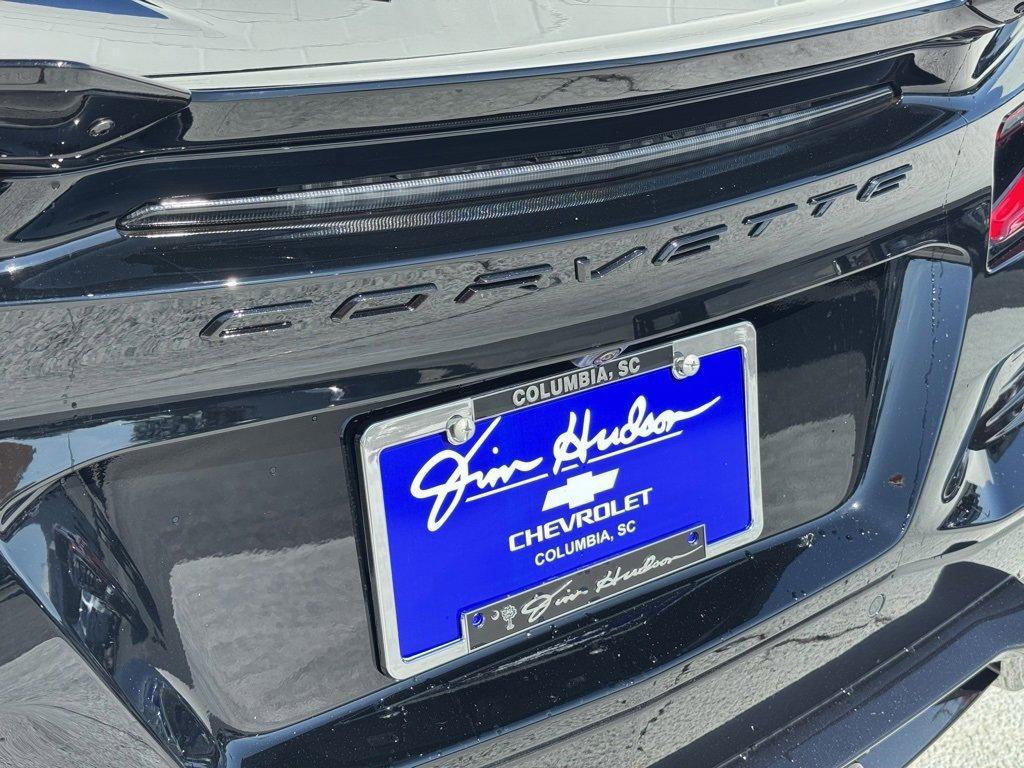 CORVETTE
COLUMBIA, SC
Jim Hudson
CHEVROLET
COLUMBIA, SC
Jim Hudson